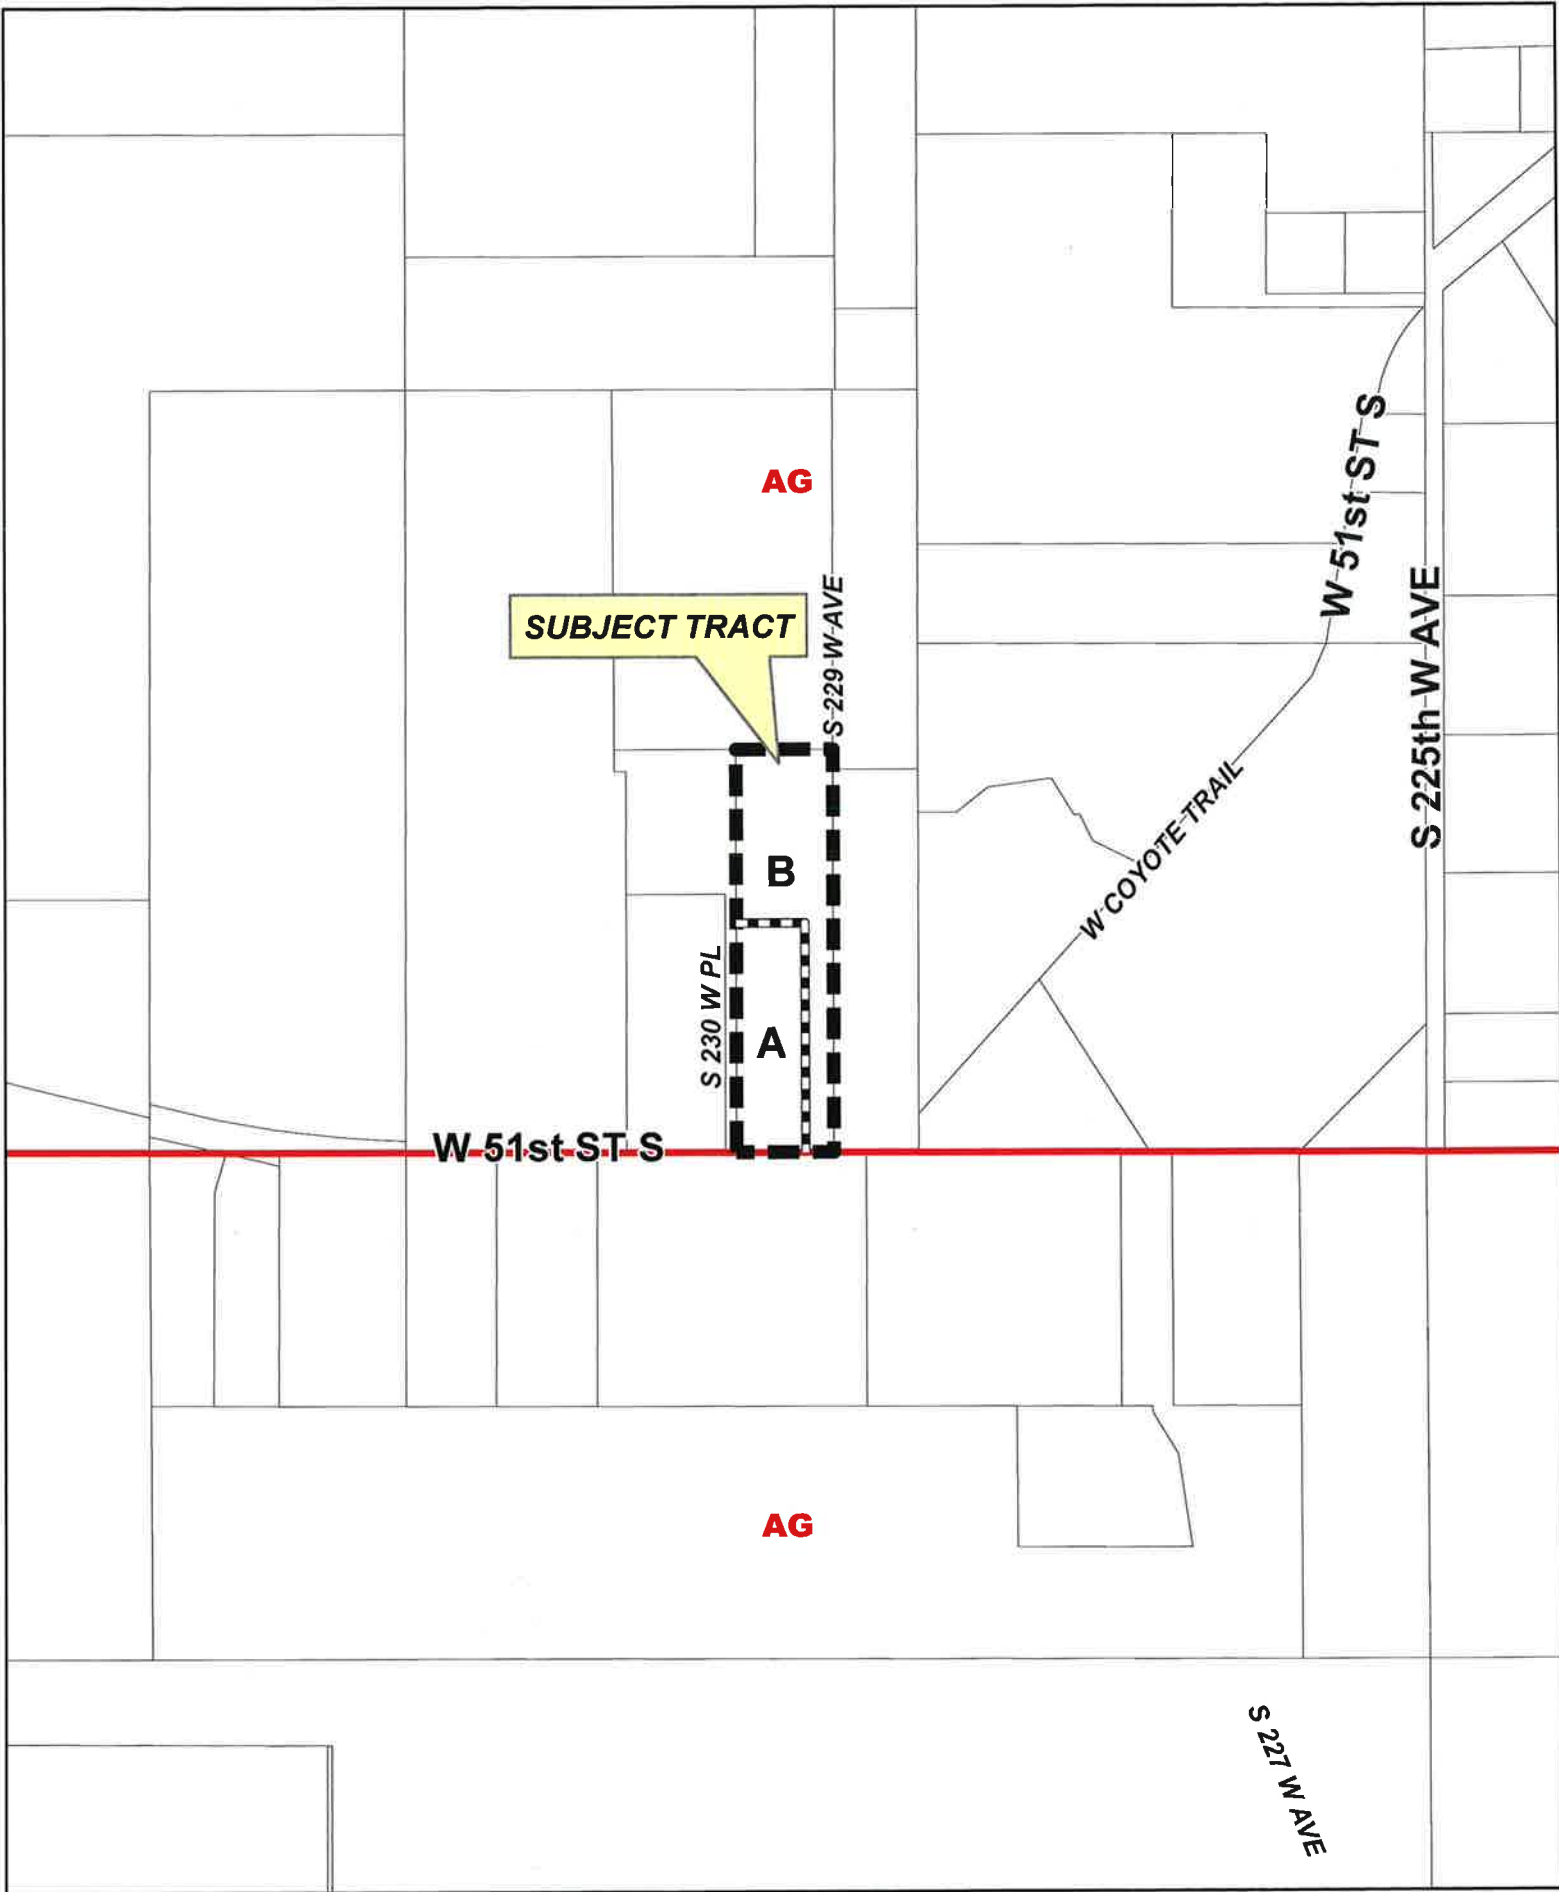 AG
W 51st ST S
SUBJECT TRACT
S 229 W AVE
S 225th W AVE
W COYOTE TRAIL
B
S 230 W PL
A
W 51st ST S
AG
S 227 W AVE